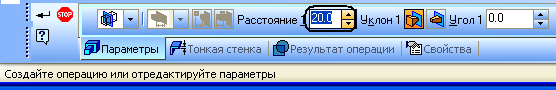 STOP Расстояние 1 20.0 Уклон 1 Угол 1 0.0
Параметры Тонкая стенка Результат операции Свойства
Создайте операцию или отредактируйте параметры